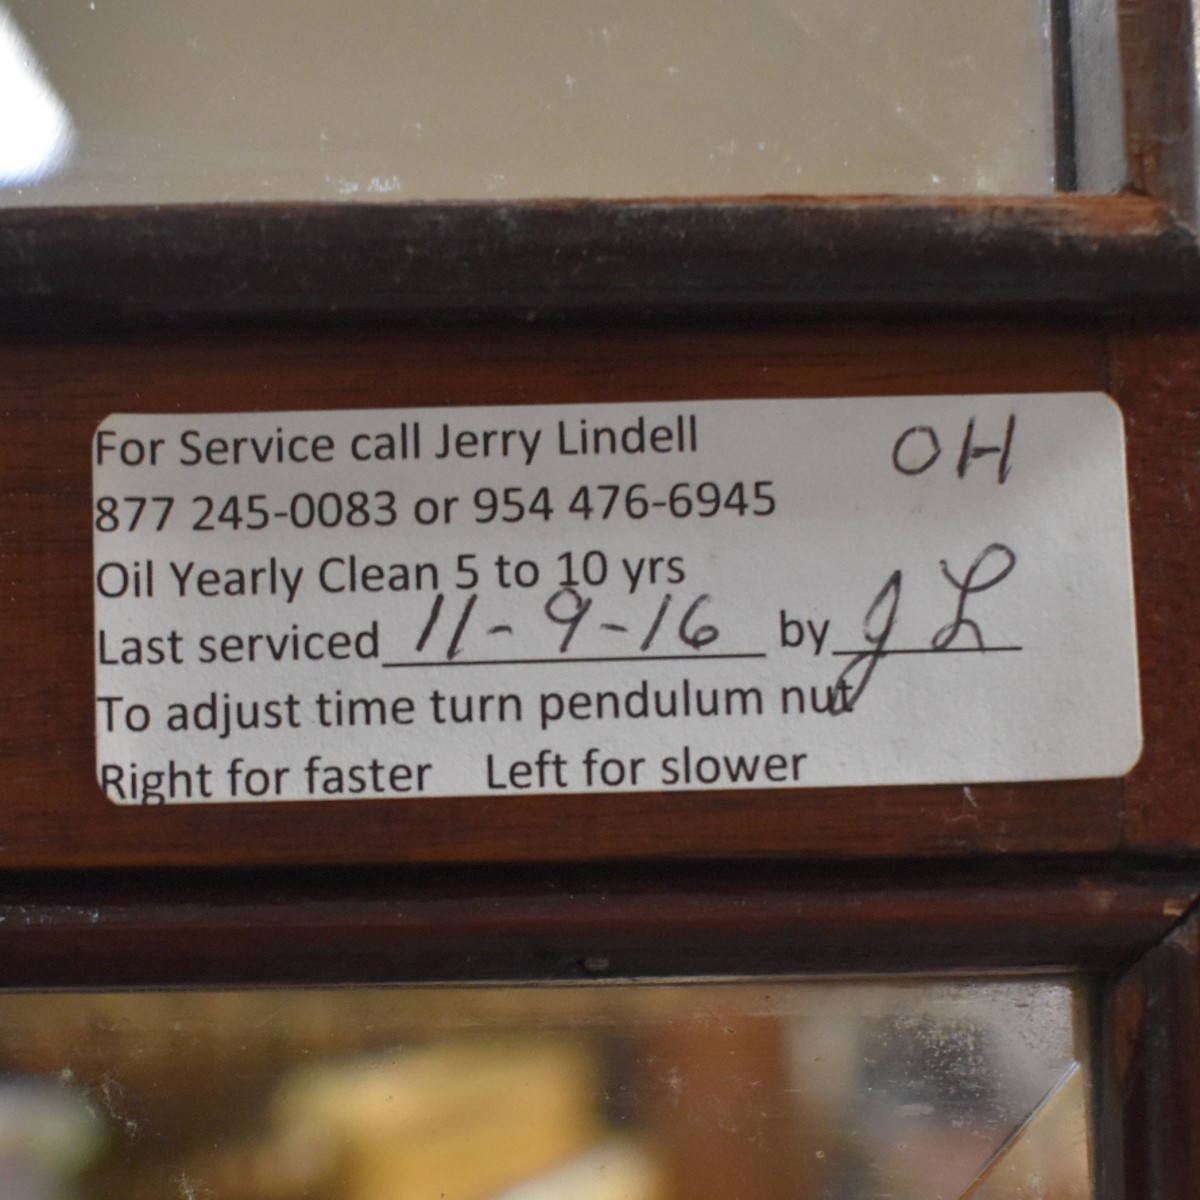 For Service call Jerry Lindell OH
877 245-0083 or 954 476-6945
Oil Yearly Clean 5 to 10 yrs
Last serviced 11-9-16 by JL
To adjust time turn pendulum nut
Right for faster Left for slower